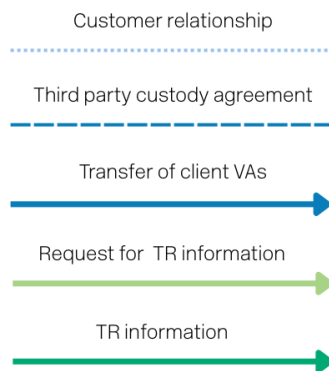 Customer relationship
Third party custody agreement
Transfer of client VAs
Request for TR information
TR information